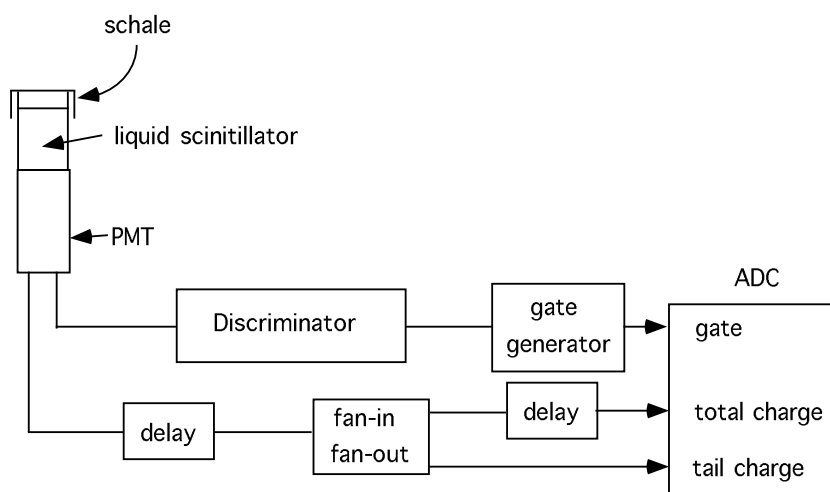 schale
liquid scinitillator
PMT
ADC
Discriminator
gate
generator
gate
delay
fan-in
fan-out
delay
total charge
tail charge